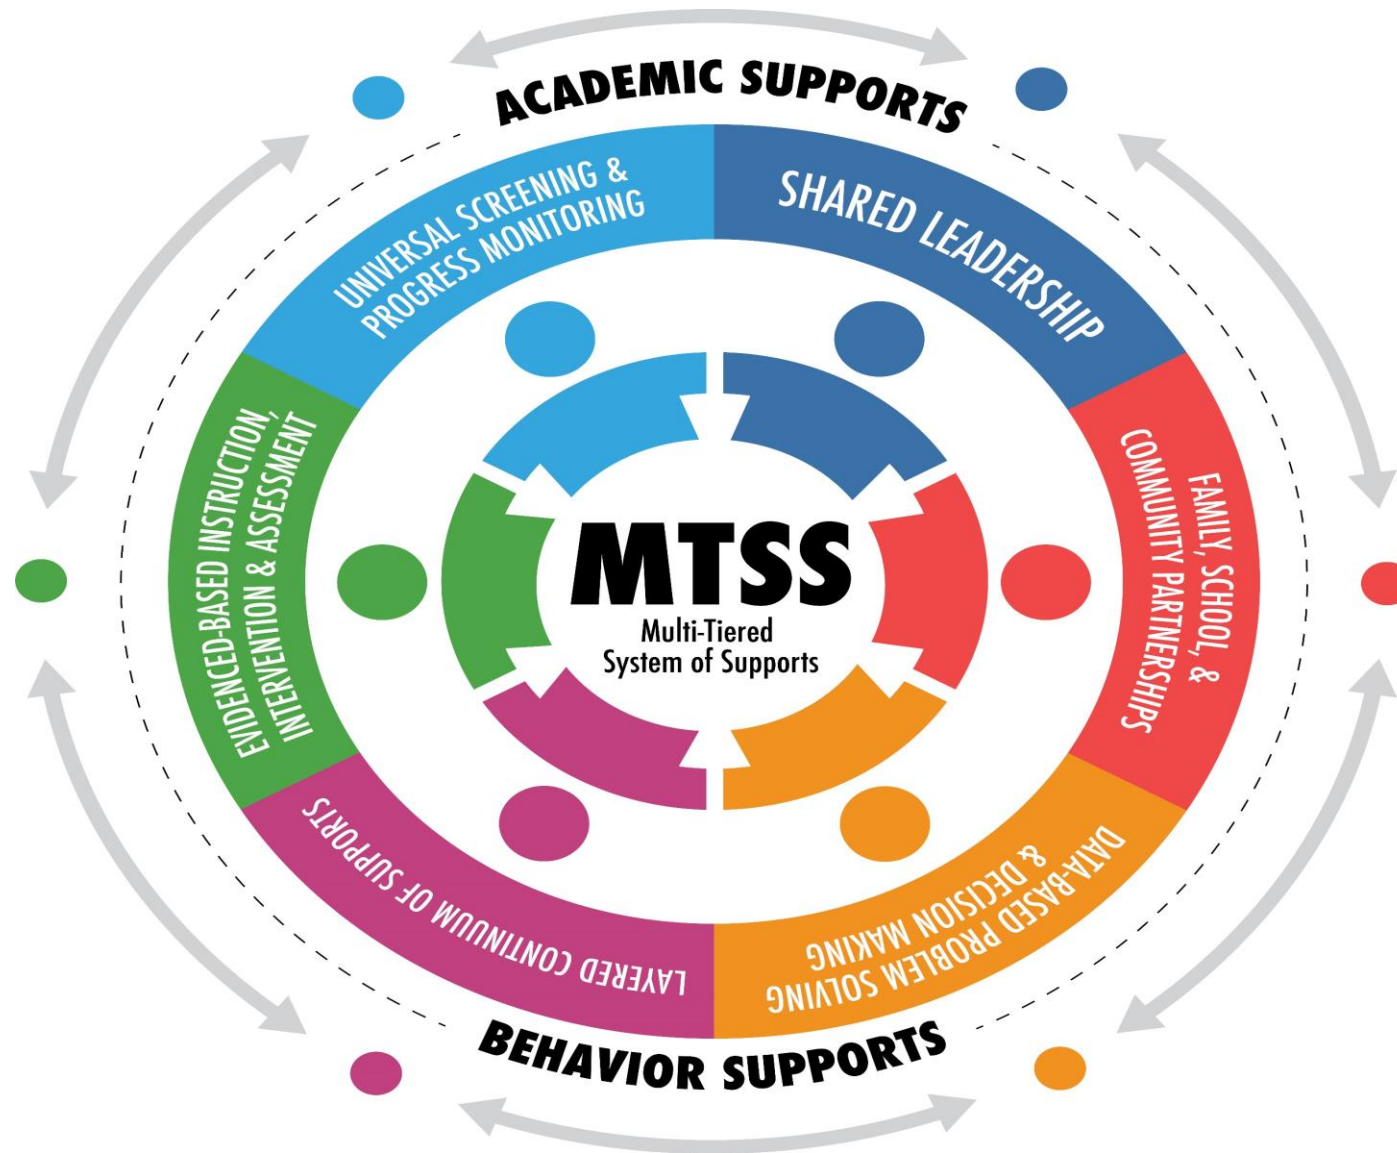 ACADEMIC SUPPORTS
UNIVERSAL SCREENING &
PROGRESS MONITORING
SHARED LEADERSHIP
FAMILY, SCHOOL, &
COMMUNITY PARTNERSHIPS
DATA-BASED PROBLEM SOLVING
& DECISION MAKING
LAYERED CONTINUUM OF SUPPORTS
EVIDENCED-BASED INSTRUCTION,
INTERVENTION & ASSESSMENT
MTSS
Multi-Tiered
System of Supports
BEHAVIOR SUPPORTS